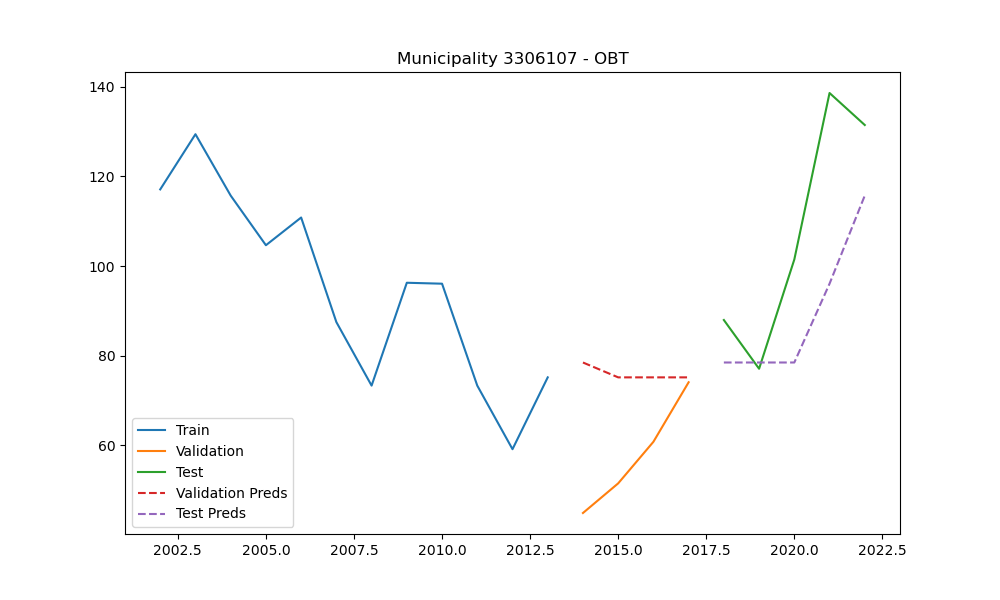 Municipality 3306107 - OBT
140
120
100
80
60
Train
Validation
Test
Validation Preds
Test Preds
2002.5 2005.0 2007.5 2010.0 2012.5 2015.0 2017.5 2020.0 2022.5